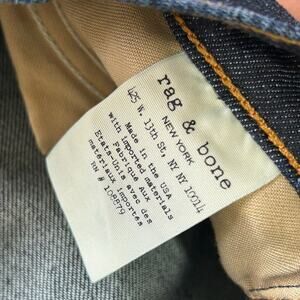 rag & bone
NEW YORK
425 W. 13th St, NY NY 10014
Made in the USA
with imported materials
Fabriqué Aux
Etats-Unis avec des
matériaux importés
RN # 108579